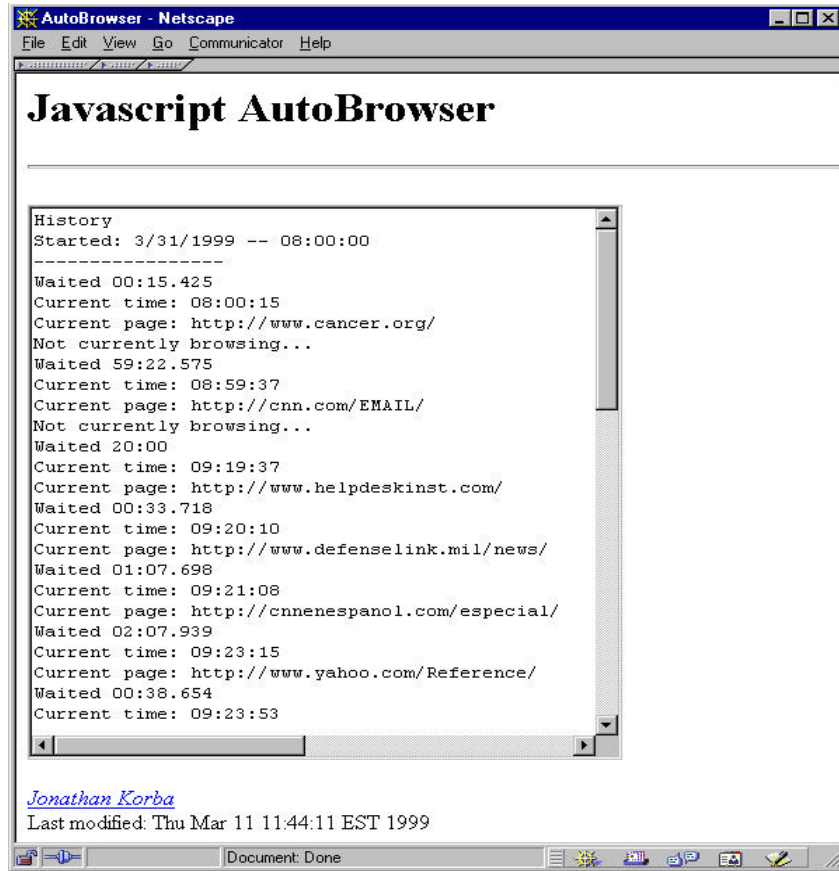 AutoBrowser - Netscape
File Edit View Go Communicator Help
Javascript AutoBrowser
History
Started: 3/31/1999 -- 08:00:00
-----------------
Waited 00:15.425
Current time: 08:00:15
Current page: http://www.cancer.org/
Not currently browsing...
Waited 59:22.575
Current time: 08:59:37
Current page: http://cnn.com/EMAIL/
Not currently browsing...
Waited 20:00
Current time: 09:19:37
Current page: http://www.helpdeskinst.com/
Waited 00:33.718
Current time: 09:20:10
Current page: http://www.defenselink.mil/news/
Waited 01:07.698
Current time: 09:21:08
Current page: http://cnnenespanol.com/especial/
Waited 02:07.939
Current time: 09:23:15
Current page: http://www.yahoo.com/Reference/
Waited 00:38.654
Current time: 09:23:53
Jonathan Korba
Last modified: Thu Mar 11 11:44:11 EST 1999
Document: Done